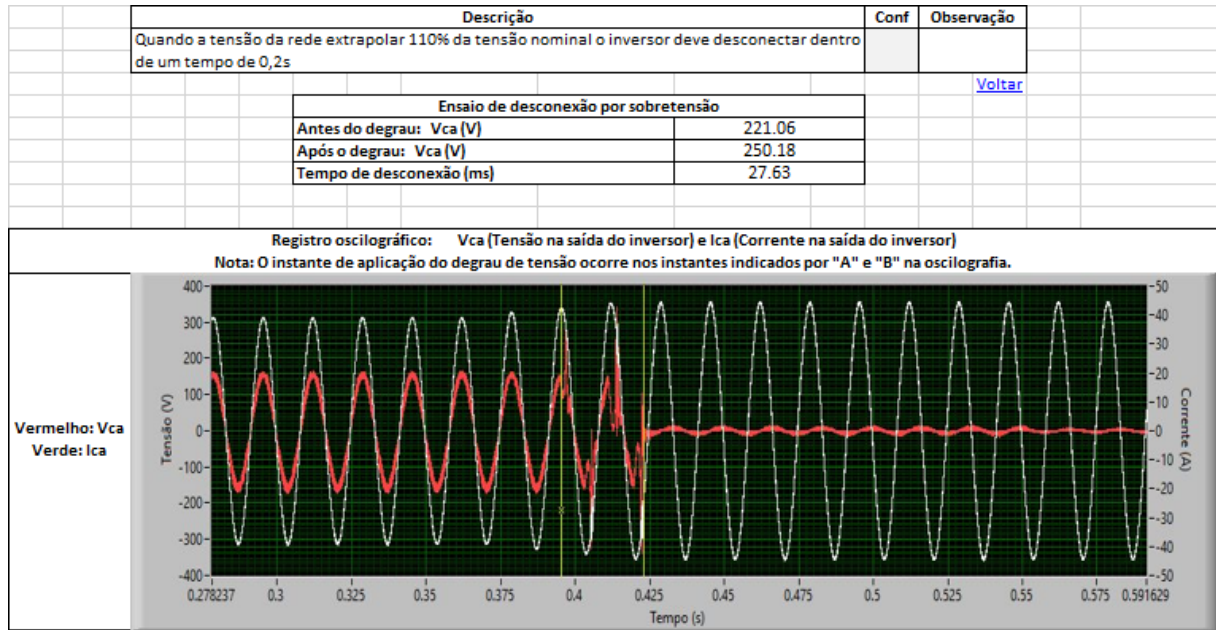 Descrição Conf Observação
Quando a tensão da rede extrapolar 110% da tensão nominal o inversor deve desconectar dentro
de um tempo de 0,2s
Voltar
Ensaio de desconexão por sobretensão
Antes do degrau: Vca (V) 221.06
Após o degrau: Vca (V) 250.18
Tempo de desconexão (ms) 27.63
Registro oscilográfico: Vca (Tensão na saída do inversor) e Ica (Corrente na saída do inversor)
Nota: O instante de aplicação do degrau de tensão ocorre nos instantes indicados por "A" e "B" na oscilografia.
Vermelho: Vca
Verde: Ica
Tensão (V)
400
300
200
100
0
-100
-200
-300
-400
50
40
30
20
10
0
-10
-20
-30
-40
-50
Corrente (A)
0.278237 0.3 0.325 0.35 0.375 0.4 0.425 0.45 0.475 0.5 0.525 0.55 0.575 0.591629
Tempo (s)